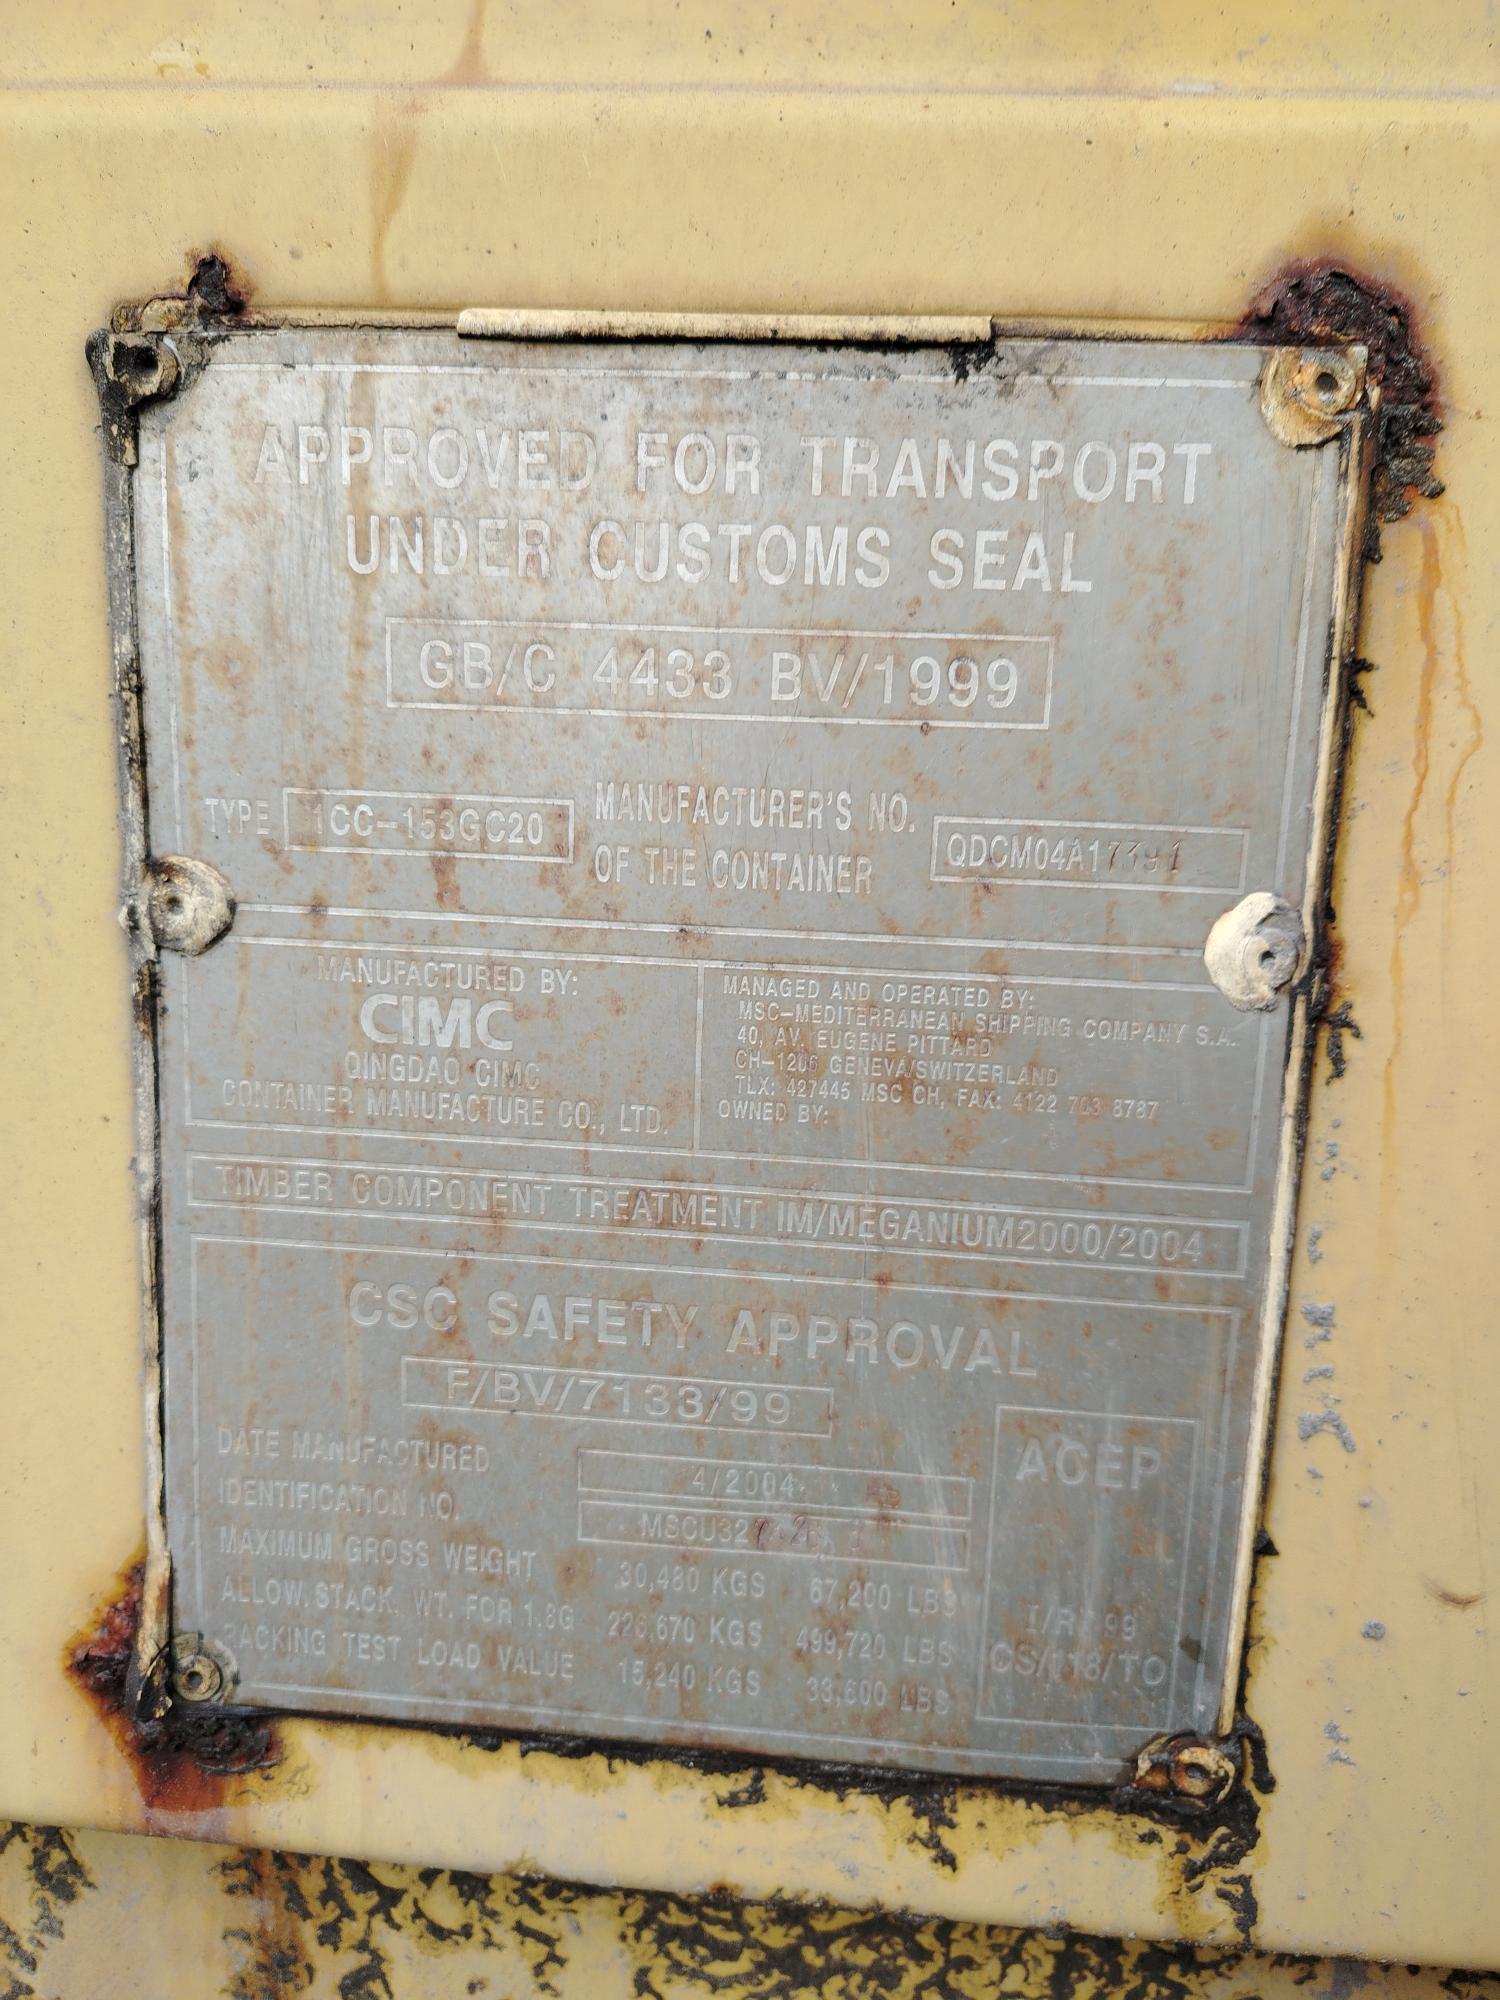 APPROVED FOR TRANSPORT
UNDER CUSTOMS SEAL
GB/C 4433 BV/1999
TYPE 1CC-153GC20
MANUFACTURER'S NO.
OF THE CONTAINER
QDCM04A17391
MANUFACTURED BY:
CIMC
QINGDAO CIMC
CONTAINER MANUFACTURE CO., LTD.
MANAGED AND OPERATED BY:
MSC-MEDITERRANEAN SHIPPING COMPANY S.A.
40, AV. EUGENE PITTARD
CH-1206 GENEVA/SWITZERLAND
TLX: 427445 MSC CH, FAX: 4122 703 8787
OWNED BY:
TIMBER COMPONENT TREATMENT IM/MEGANIUM2000/2004
CSC SAFETY APPROVAL
F/BV/7133/99
DATE MANUFACTURED 4/2004
IDENTIFICATION NO.
MAXIMUM GROSS WEIGHT 30,480 KGS 67,200 LBS
ALLOW.STACK. WT. FOR 1.8G 226,670 KGS 499,720 LBS
RACKING TEST LOAD VALUE 15,240 KGS 33,600 LBS
ACEP
I/RI 99
CS/118/TO